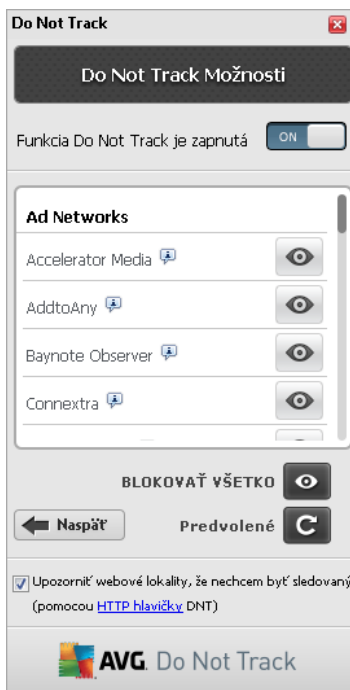 Do Not Track
Do Not Track Možnosti
Funkcia Do Not Track je zapnutá ON
Ad Networks
Accelerator Media
AddtoAny
Baynote Observer
Connextra
BLOKOVAŤ VŠETKO
Naspäť Predvolené
Upozorniť webové lokality, že nechcem byť sledovaný
(pomocou HTTP hlavičky DNT)
AVG. Do Not Track